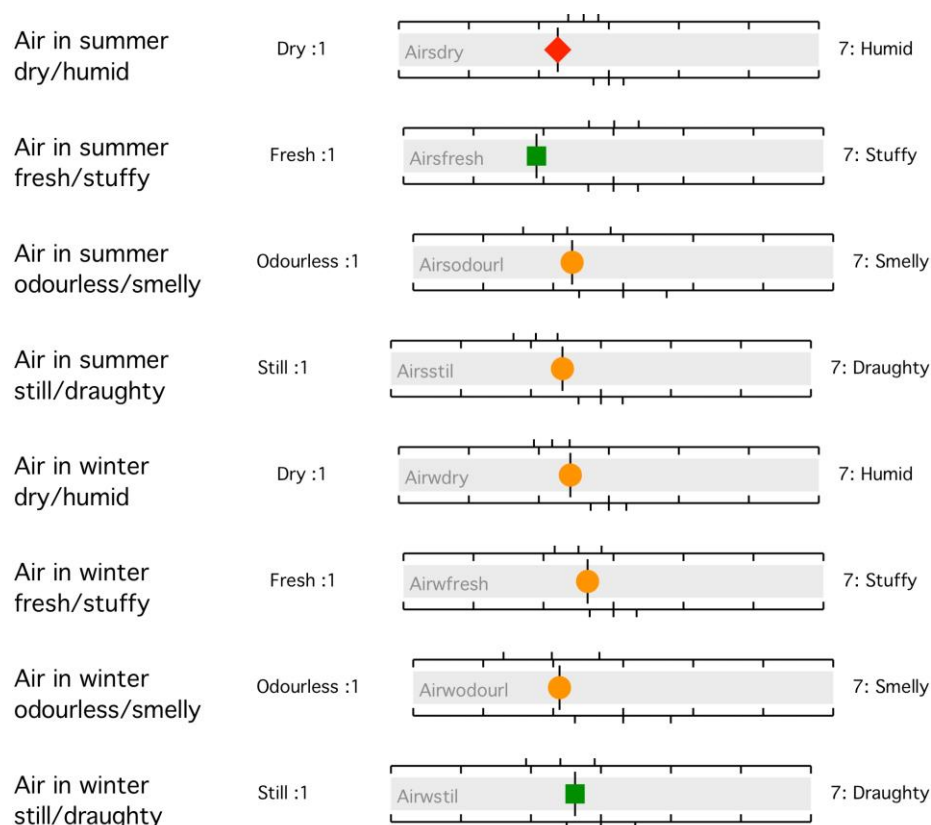 Air in summer
dry/humid
Dry :1
Airsdry
7: Humid
Air in summer
fresh/stuffy
Fresh :1
Airsfresh
7: Stuffy
Air in summer
odourless/smelly
Odourless :1
Airsodourl
7: Smelly
Air in summer
still/draughty
Still :1
Airsstil
7: Draughty
Air in winter
dry/humid
Dry :1
Airwdry
7: Humid
Air in winter
fresh/stuffy
Fresh :1
Airwfresh
7: Stuffy
Air in winter
odourless/smelly
Odourless :1
Airwodourl
7: Smelly
Air in winter
still/draughty
Still :1
Airwstil
7: Draughty